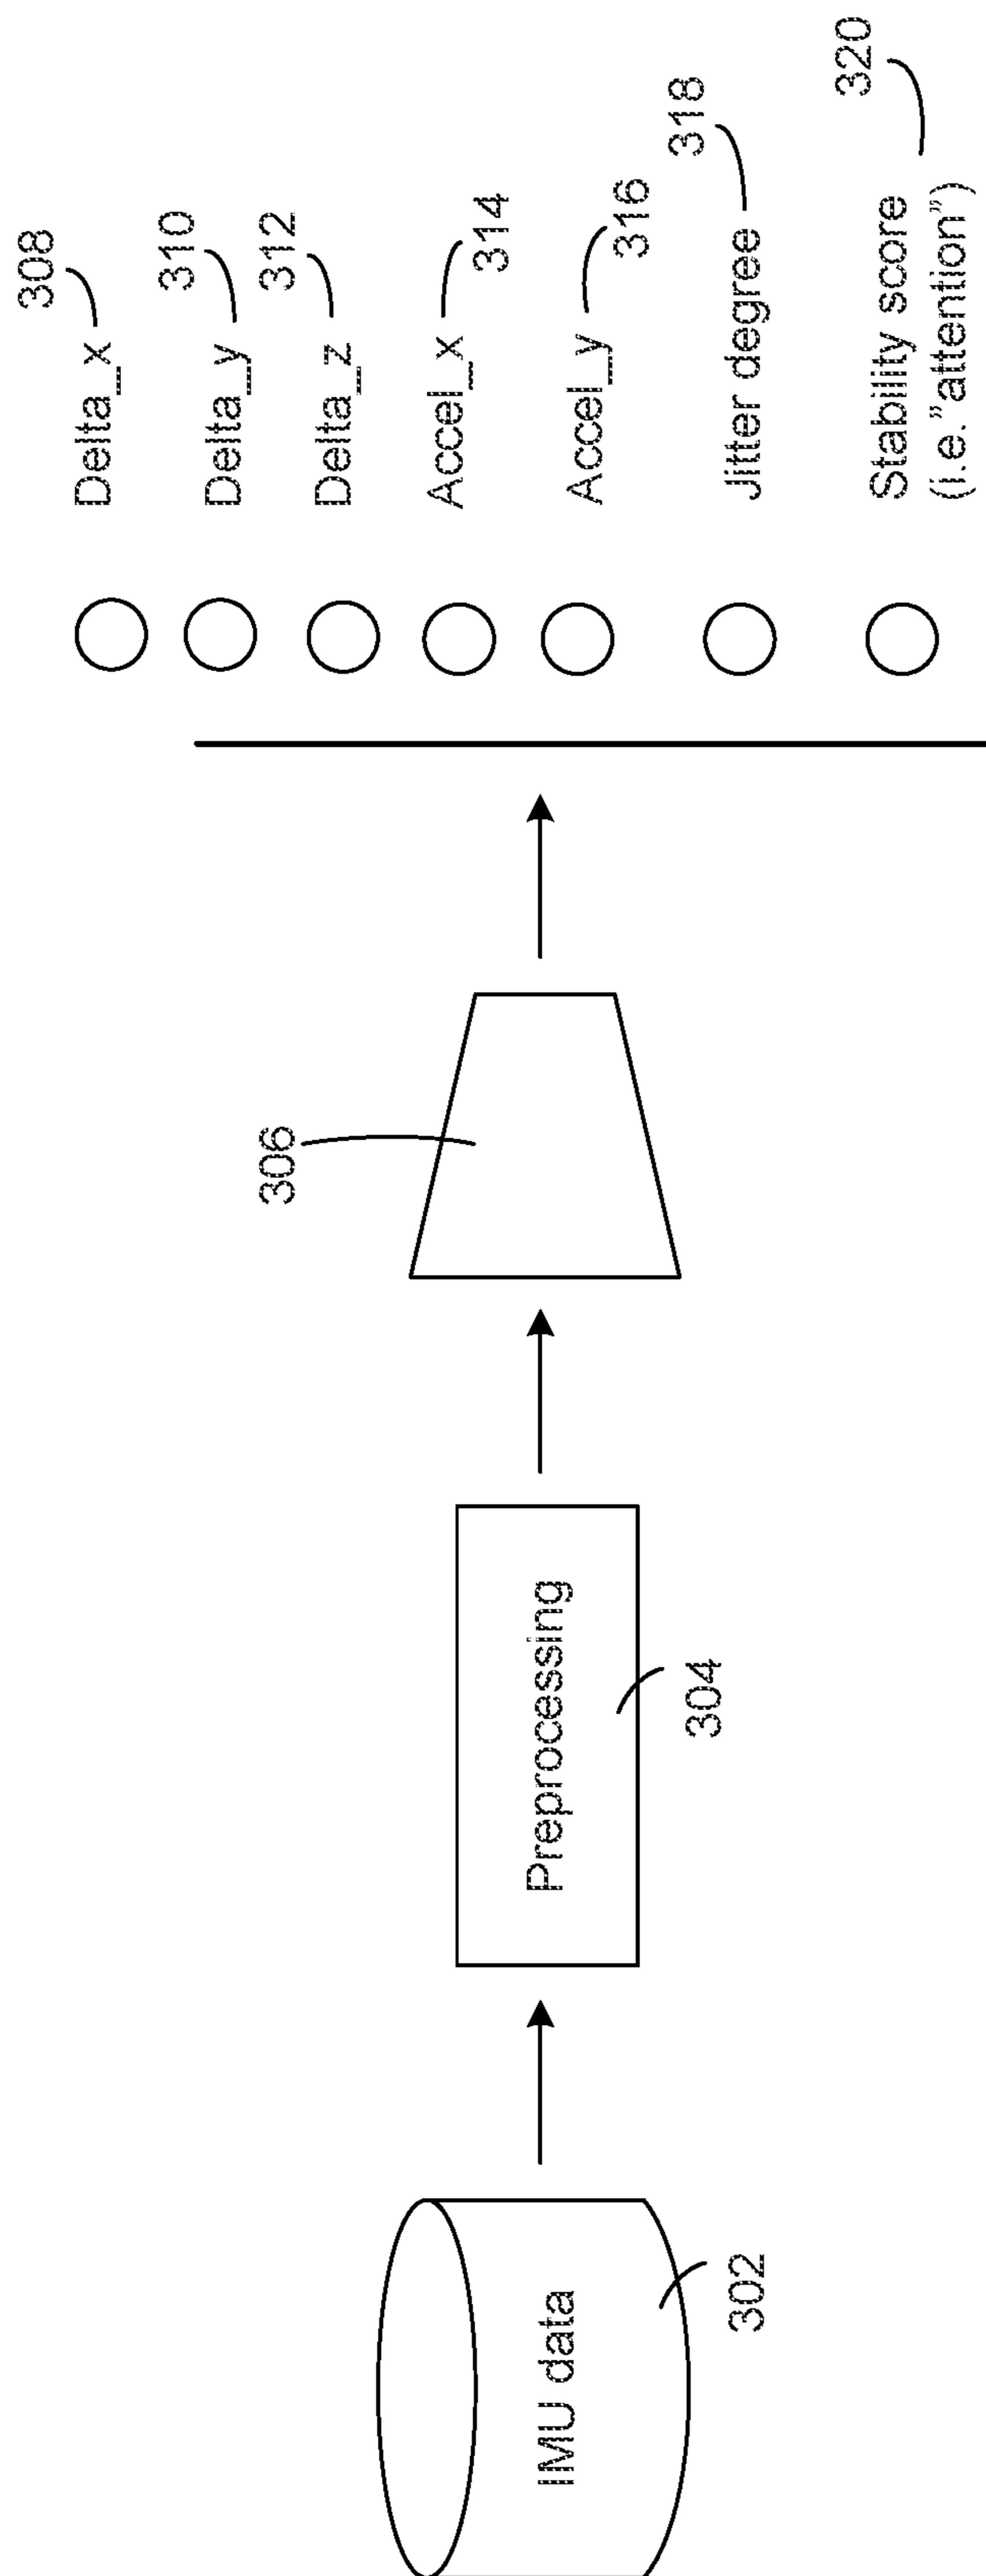 IMU data
302
Preprocessing
304
306
308
Delta_x
310
Delta_y
312
Delta_z
Accel_x
314
Accel_y
316
318
Jitter degree
320
Stability score
(i.e.”attention”)